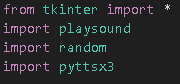 from tkinter import *
import playsound
import random
import pyttsx3